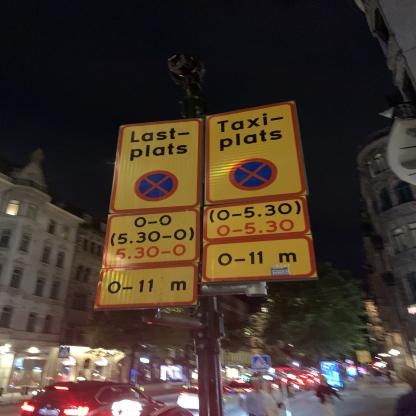 Last-
plats
0-0
(5.30-0)
5.30-0
0-11 m
Taxi-
plats
(0-5.30)
0-5.30
0-11 m